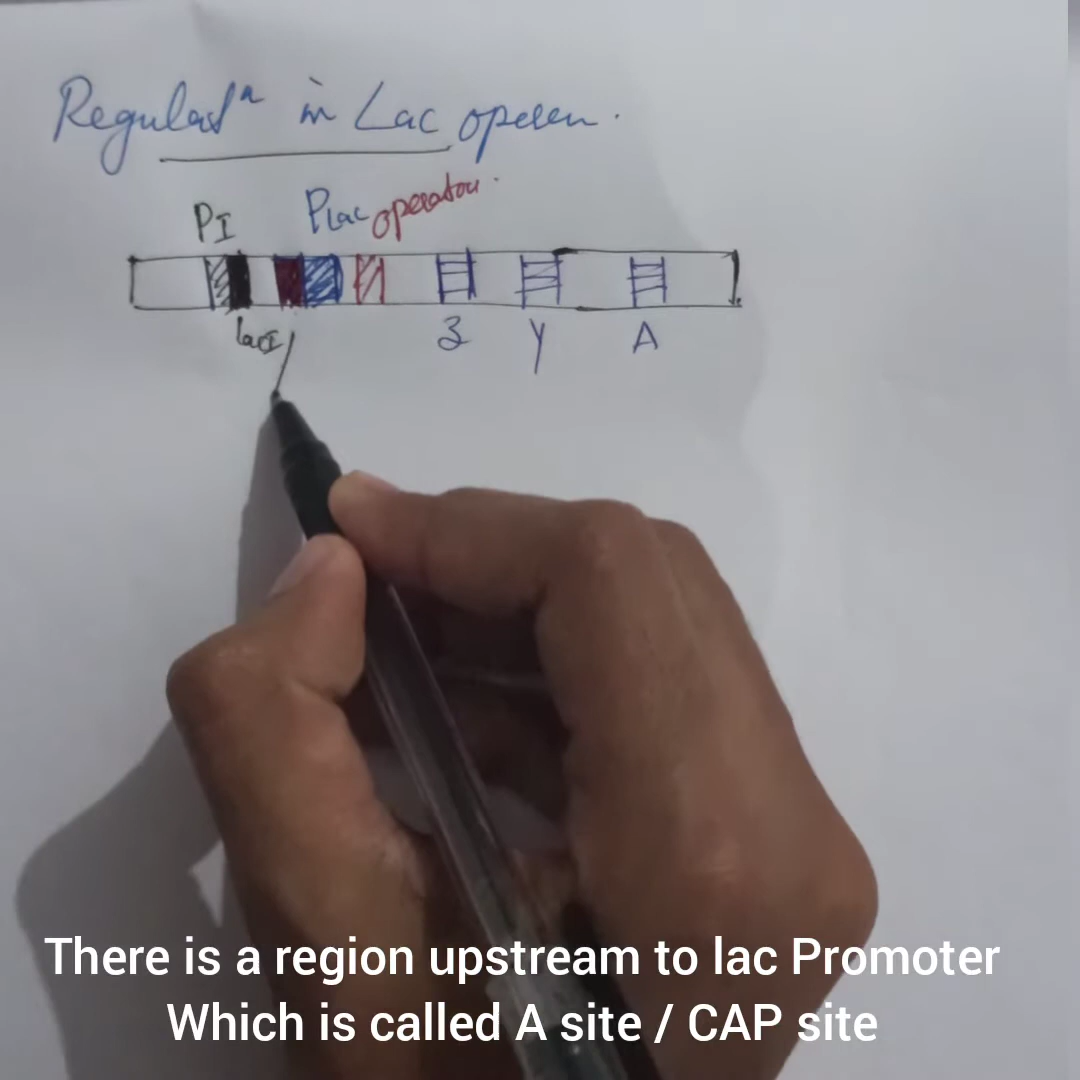 Regulatⁿ in Lac operon.
PI PLac operator.
lacI 3 Y A
There is a region upstream to lac Promoter
Which is called A site / CAP site